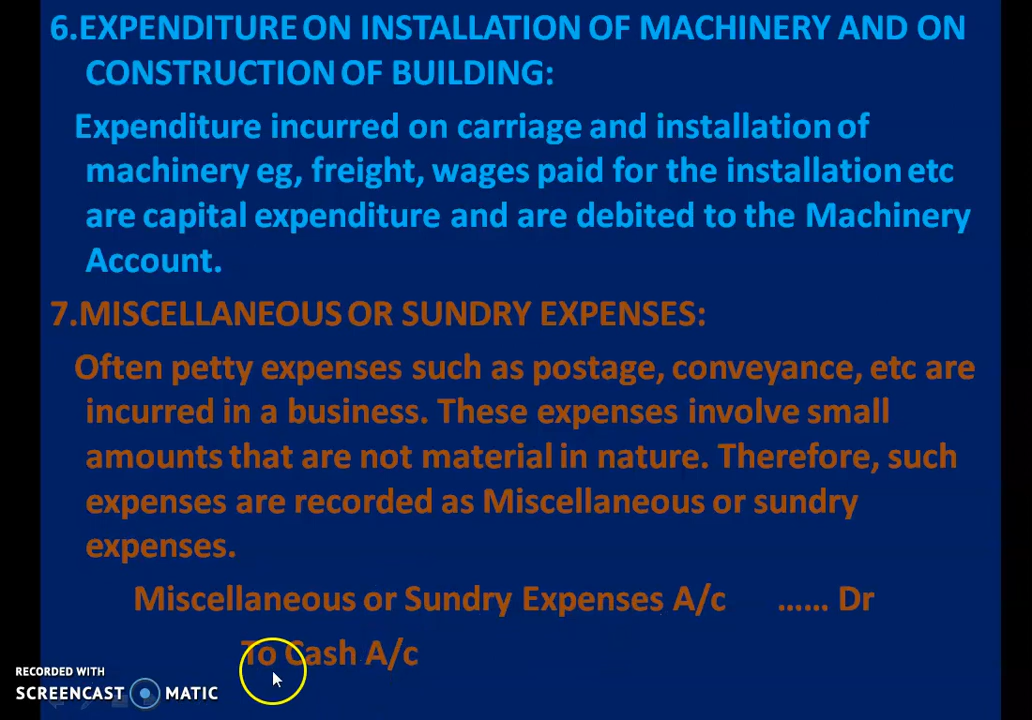 6.EXPENDITURE ON INSTALLATION OF MACHINERY AND ON
CONSTRUCTION OF BUILDING:
Expenditure incurred on carriage and installation of
machinery eg, freight, wages paid for the installation etc
are capital expenditure and are debited to the Machinery
Account.
7.MISCELLANEOUS OR SUNDRY EXPENSES:
Often petty expenses such as postage, conveyance, etc are
incurred in a business. These expenses involve small
amounts that are not material in nature. Therefore, such
expenses are recorded as Miscellaneous or sundry
expenses.
Miscellaneous or Sundry Expenses A/c ...... Dr
To Cash A/c
RECORDED WITH
SCREENCAST MATIC